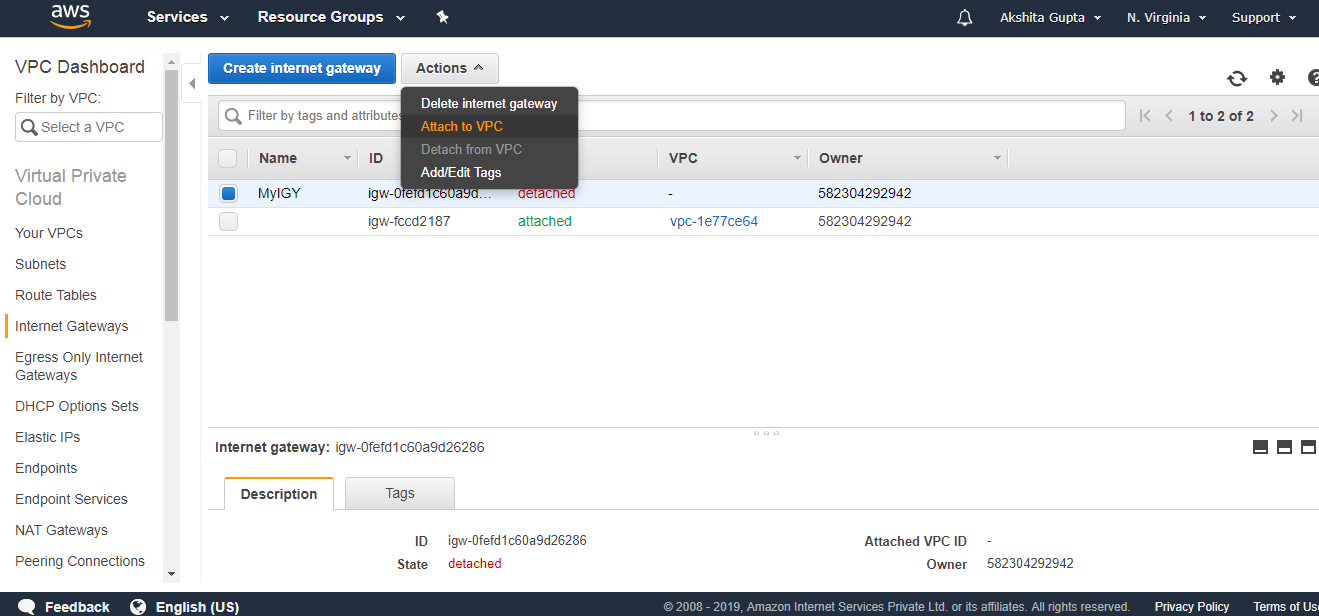 aws Services Resource Groups Akshita Gupta N. Virginia Support
VPC Dashboard
Filter by VPC:
Select a VPC
Virtual Private
Cloud
Your VPCs
Subnets
Route Tables
Internet Gateways
Egress Only Internet
Gateways
DHCP Options Sets
Elastic IPs
Endpoints
Endpoint Services
NAT Gateways
Peering Connections
Create internet gateway Actions
Delete internet gateway
Attach to VPC
Detach from VPC
Add/Edit Tags
Filter by tags and attributes 1 to 2 of 2
Name ID VPC Owner
MyIGY igw-0fefd1c60a9d... detached - 582304292942
igw-fccd2187 attached vpc-1e77ce64 582304292942
Internet gateway: igw-0fefd1c60a9d26286
Description Tags
ID igw-0fefd1c60a9d26286 Attached VPC ID -
State detached Owner 582304292942
Feedback English (US) © 2008 - 2019, Amazon Internet Services Private Ltd. or its affiliates. All rights reserved. Privacy Policy Terms of Us